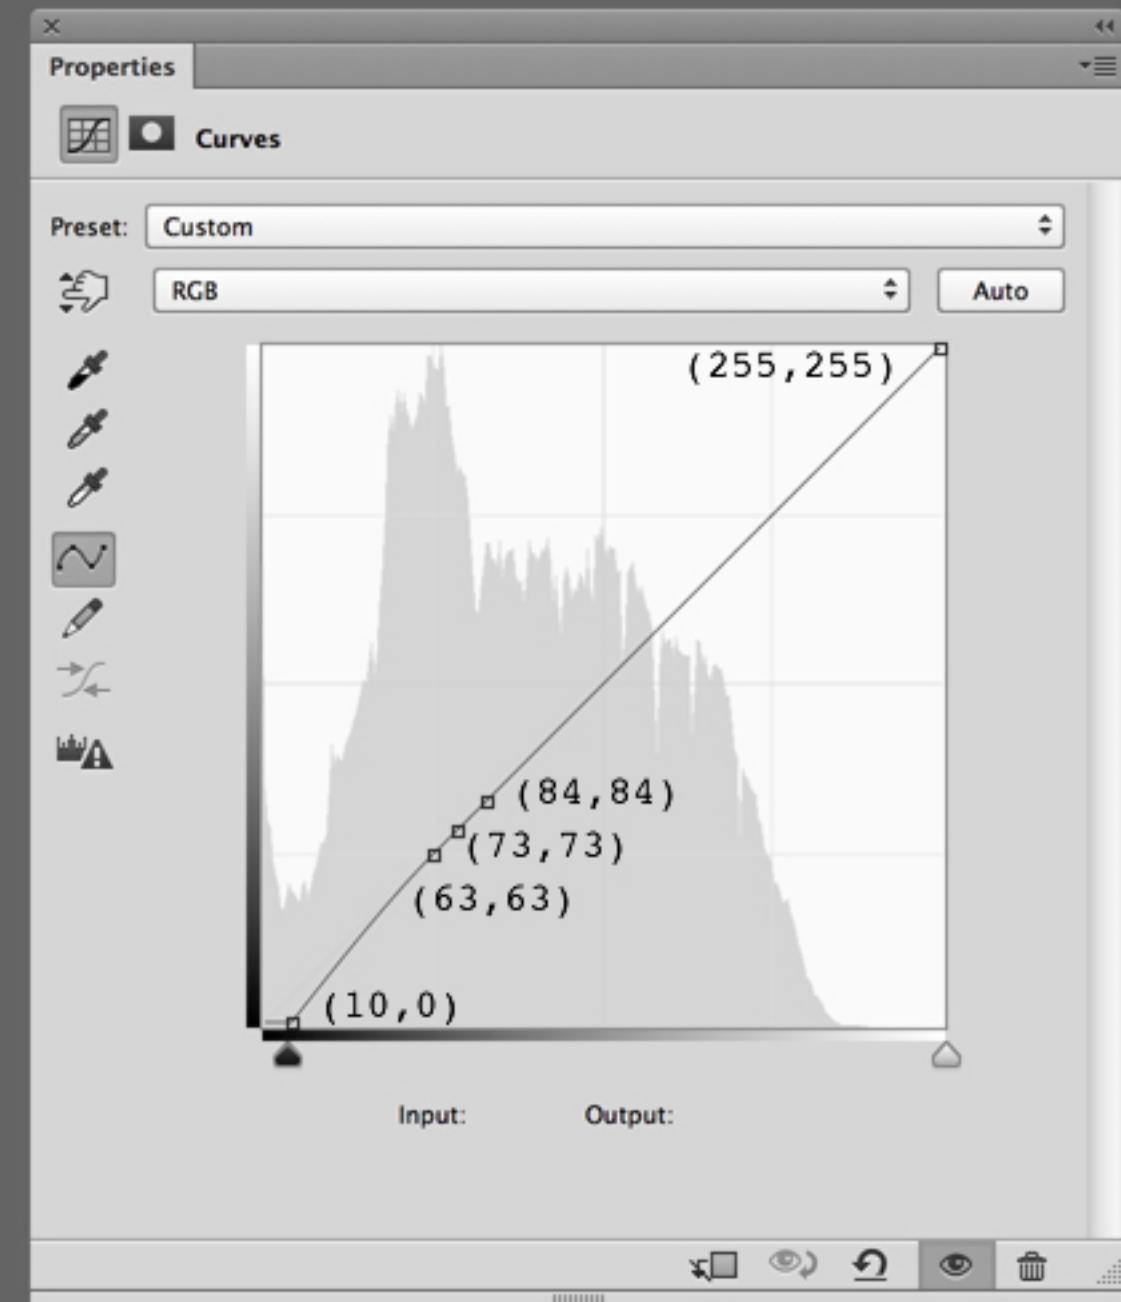 Properties
Curves
Preset: Custom
RGB Auto
(255,255)
(84,84)
(73,73)
(63,63)
(10,0)
Input: Output: